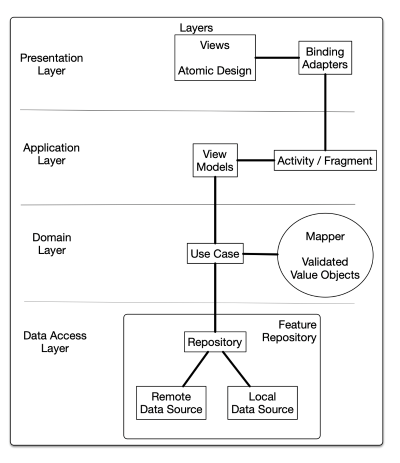 Layers
Presentation
Layer
Views
Atomic Design
Binding
Adapters
Application
Layer
View
Models
Activity / Fragment
Domain
Layer
Use Case
Mapper
Validated
Value Objects
Data Access
Layer
Feature
Repository
Repository
Remote
Data Source
Local
Data Source